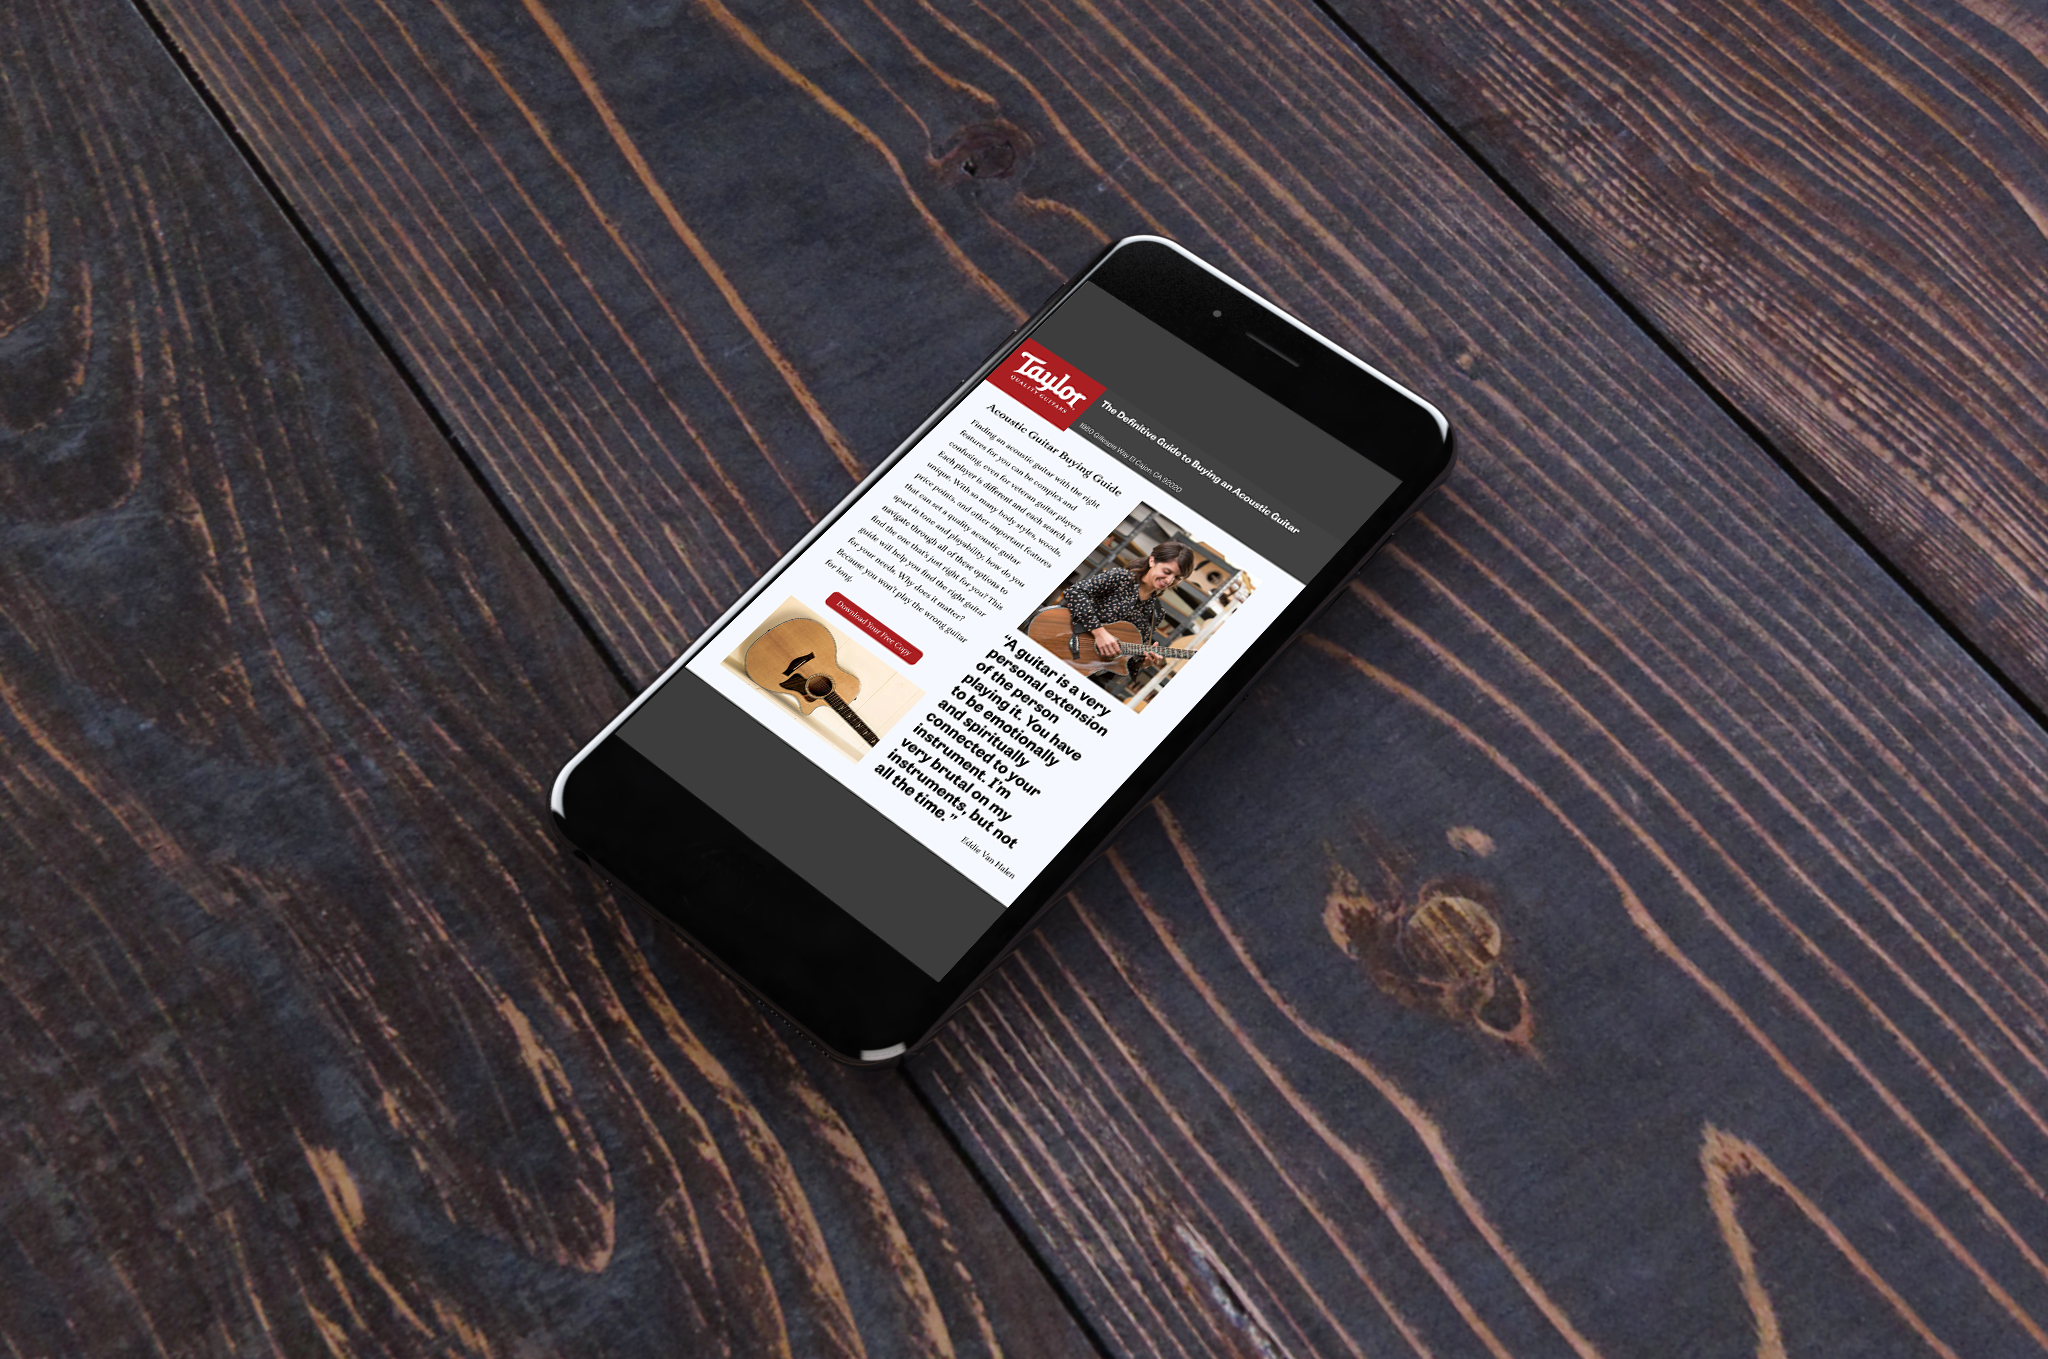 Taylor
QUALITY GUITARS
The Definitive Guide to Buying an Acoustic Guitar
1980 Gillespie Way El Cajon, CA 92020
Acoustic Guitar Buying Guide
Finding an acoustic guitar with the right
features for you can be complex and
confusing, even for veteran guitar players.
Each player is different and each search is
unique. With so many body styles, woods,
price points, and other important features
that can set a quality acoustic guitar
apart in tone and playability, how do you
navigate through all of these options to
find the one that's just right for you? This
guide will help you find the right guitar
for your needs. Why does it matter?
Because you won't play the wrong guitar
for long.
Download Your Free Copy
“A guitar is a very
personal extension
of the person
playing it. You have
to be emotionally
and spiritually
connected to your
instrument. I’m
very brutal on my
instruments, but not
all the time.”
Eddie Van Halen